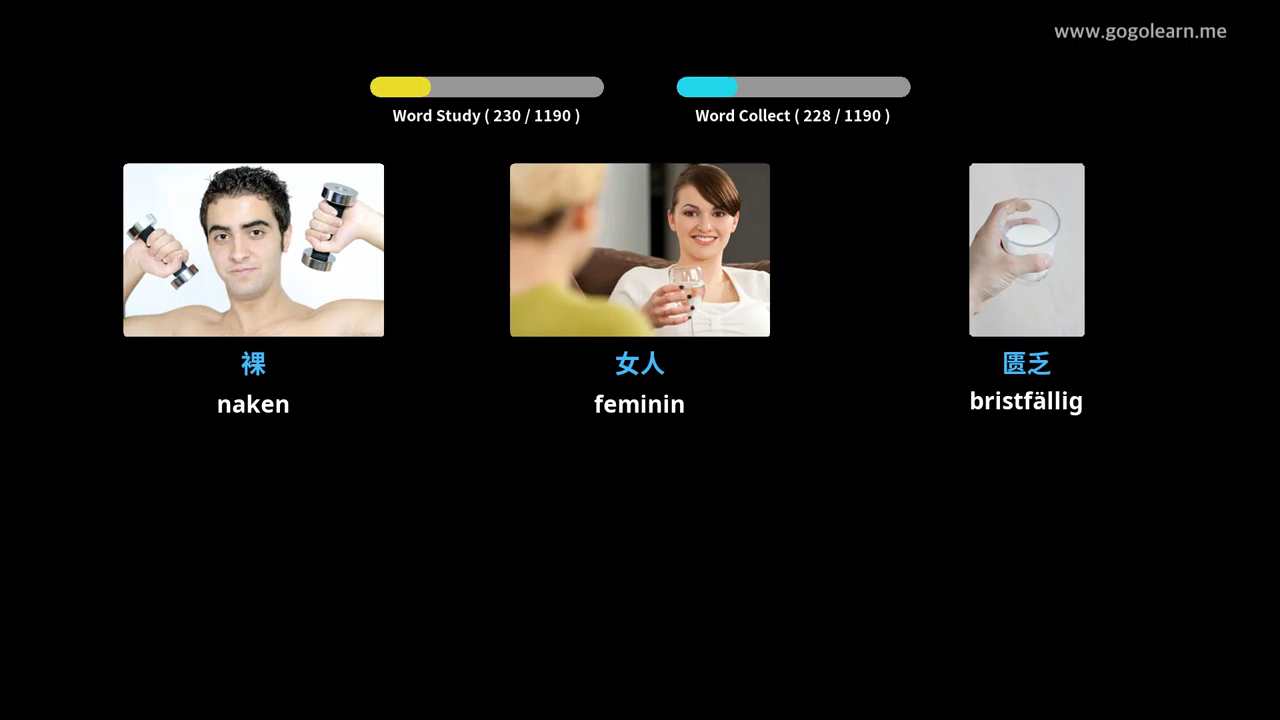 www.gogolearn.me
Word Study ( 230 / 1190 )
Word Collect ( 228 / 1190 )
裸
女人
匮乏
naken
feminin
bristfällig